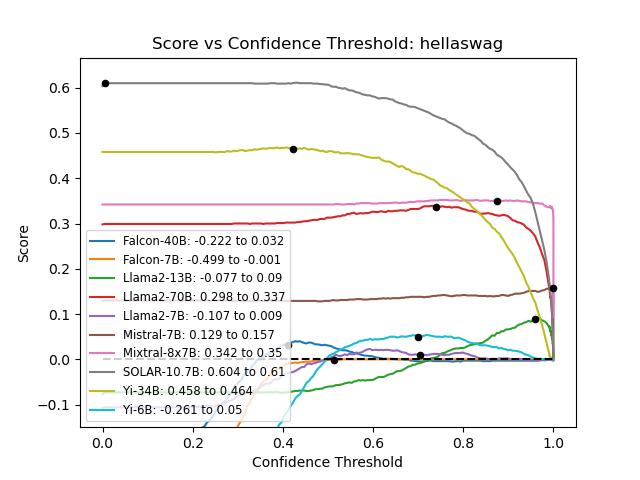 Score vs Confidence Threshold: hellaswag
Score
0.6
0.5
0.4
0.3
0.2
0.1
0.0
−0.1
Falcon-40B: -0.222 to 0.032
Falcon-7B: -0.499 to -0.001
Llama2-13B: -0.077 to 0.09
Llama2-70B: 0.298 to 0.337
Llama2-7B: -0.107 to 0.009
Mistral-7B: 0.129 to 0.157
Mixtral-8x7B: 0.342 to 0.35
SOLAR-10.7B: 0.604 to 0.61
Yi-34B: 0.458 to 0.464
Yi-6B: -0.261 to 0.05
0.0 0.2 0.4 0.6 0.8 1.0
Confidence Threshold